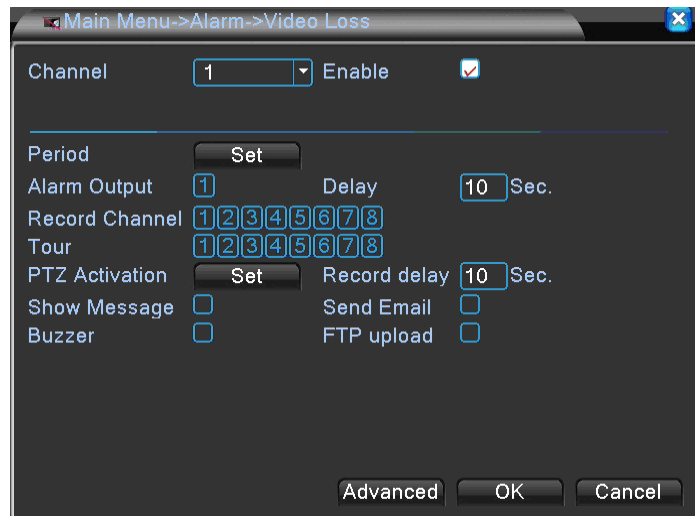 Main Menu->Alarm->Video Loss
Channel 1 Enable
Period Set
Alarm Output 1 Delay 10 Sec.
Record Channel 1 2 3 4 5 6 7 8
Tour 1 2 3 4 5 6 7 8
PTZ Activation Set Record delay 10 Sec.
Show Message Send Email
Buzzer FTP upload
Advanced OK Cancel